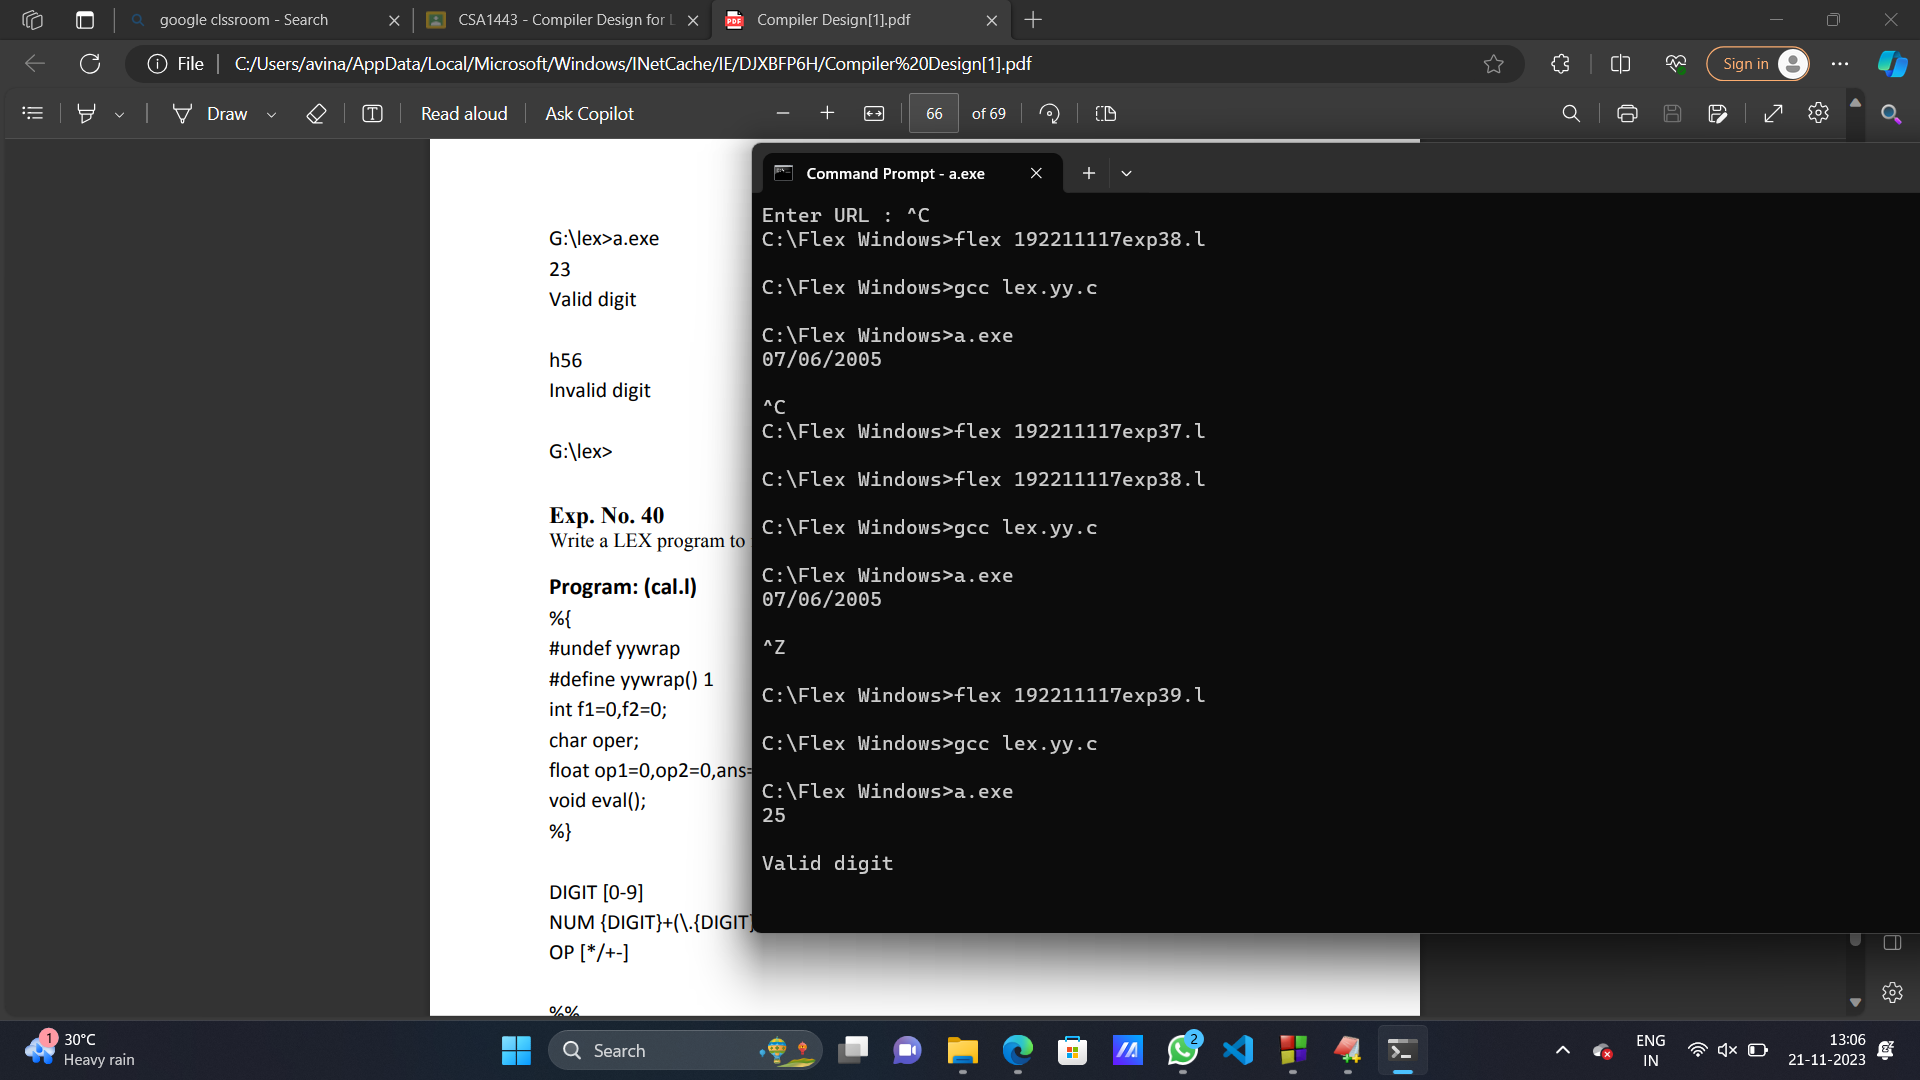 google clssroom - Search
CSA1443 - Compiler Design for L
Compiler Design[1].pdf
File
C:/Users/avina/AppData/Local/Microsoft/Windows/INetCache/IE/DJXBFP6H/Compiler%20Design[1].pdf
Sign in
Draw
Read aloud
Ask Copilot
66
of 69
G:\lex>a.exe
23
Valid digit
h56
Invalid digit
G:\lex>
Exp. No. 40
Write a LEX program to
Program: (cal.l)
%{
#undef yywrap
#define yywrap() 1
int f1=0,f2=0;
char oper;
float op1=0,op2=0,ans=
void eval();
%}
DIGIT [0-9]
NUM {DIGIT}+(\.{DIGIT}
OP [*/+-]
%%
Command Prompt - a.exe
Enter URL : ^C
C:\Flex Windows>flex 192211117exp38.l
C:\Flex Windows>gcc lex.yy.c
C:\Flex Windows>a.exe
07/06/2005
^C
C:\Flex Windows>flex 192211117exp37.l
C:\Flex Windows>flex 192211117exp38.l
C:\Flex Windows>gcc lex.yy.c
C:\Flex Windows>a.exe
07/06/2005
^Z
C:\Flex Windows>flex 192211117exp39.l
C:\Flex Windows>gcc lex.yy.c
C:\Flex Windows>a.exe
25
Valid digit
1
30°C
Heavy rain
Search
2
ENG
IN
13:06
21-11-2023